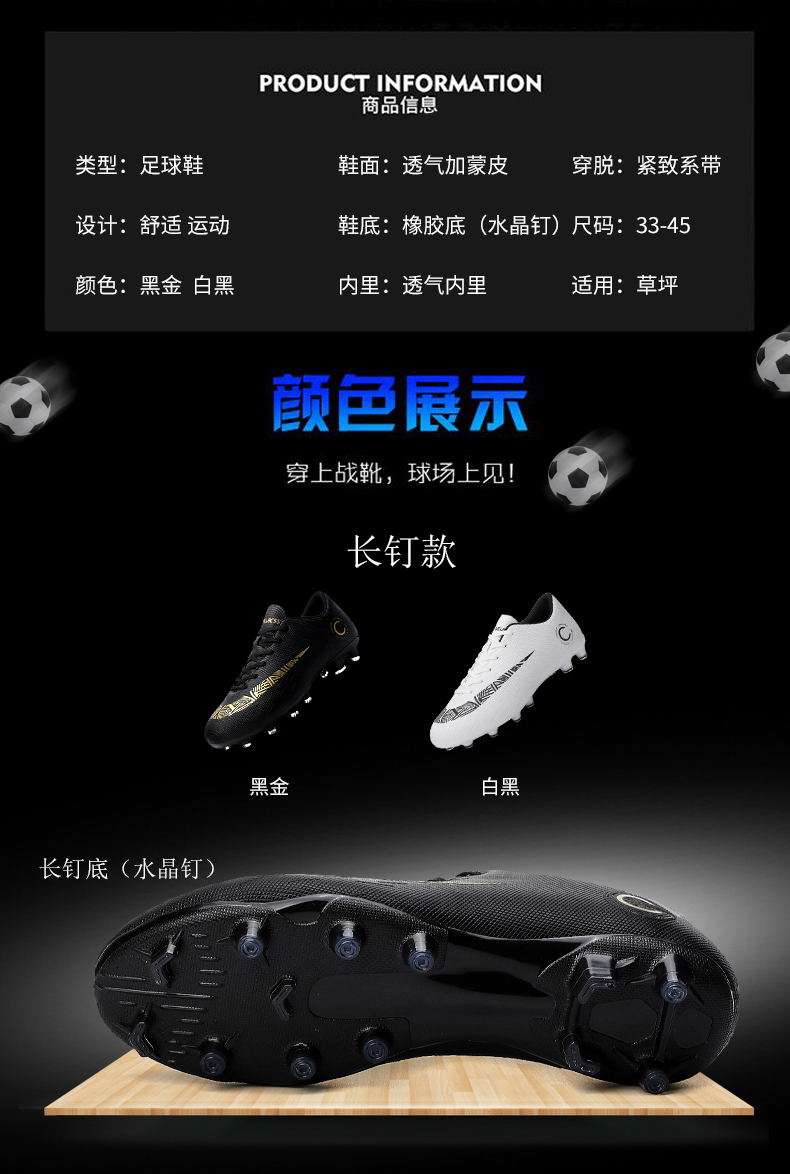 PRODUCT INFORMATION
商品信息
类型：足球鞋 鞋面：透气加蒙皮 穿脱：紧致系带
设计：舒适 运动 鞋底：橡胶底（水晶钉）尺码：33-45
颜色：黑金 白黑 内里：透气内里 适用：草坪
颜色展示
穿上战靴，球场上见！
长钉款
黑金 白黑
长钉底（水晶钉）